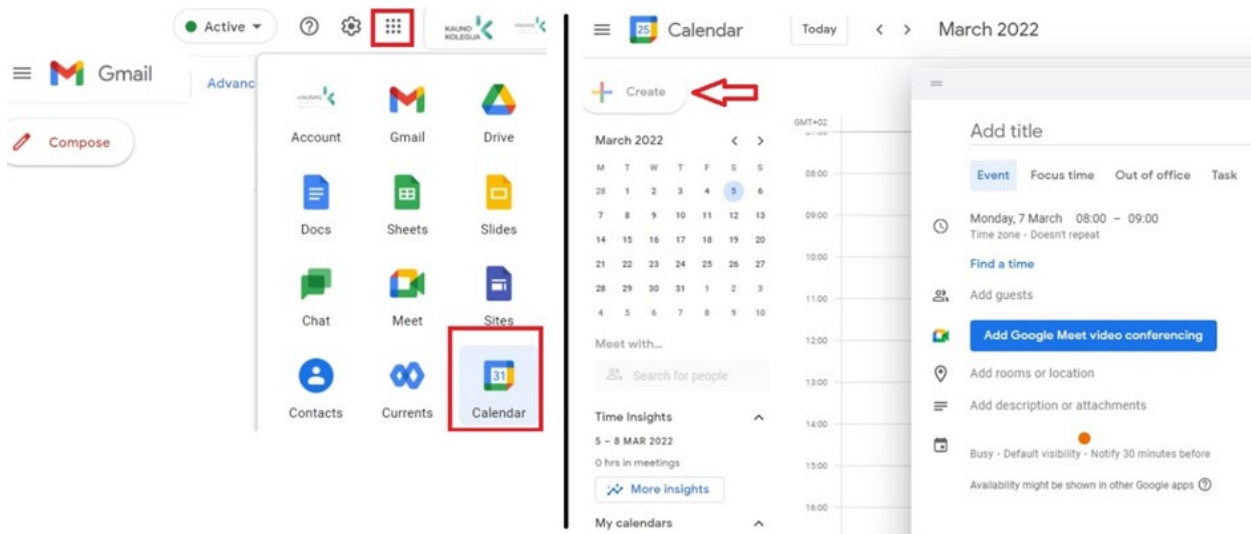 Active
KAUNO
KOLEGIJA
Gmail
Advanc
Compose
Account Gmail Drive
Docs Sheets Slides
Chat Meet Sites
31
Contacts Currents Calendar
25 Calendar Today March 2022
Create
GMT+02
March 2022
M T W T F S S
28 1 2 3 4 5 6
7 8 9 10 11 12 13
14 15 16 17 18 19 20
21 22 23 24 25 26 27
28 29 30 31 1 2 3
4 5 6 7 8 9 10
Meet with...
Search for people
Time Insights
5 – 8 MAR 2022
0 hrs in meetings
More insights
My calendars
07:00
08:00
09:00
10:00
11:00
12:00
13:00
14:00
15:00
16:00
Add title
Event Focus time Out of office Task
Monday, 7 March 08:00 – 09:00
Time zone - Doesn't repeat
Find a time
Add guests
Add Google Meet video conferencing
Add rooms or location
Add description or attachments
Busy - Default visibility - Notify 30 minutes before
Availability might be shown in other Google apps